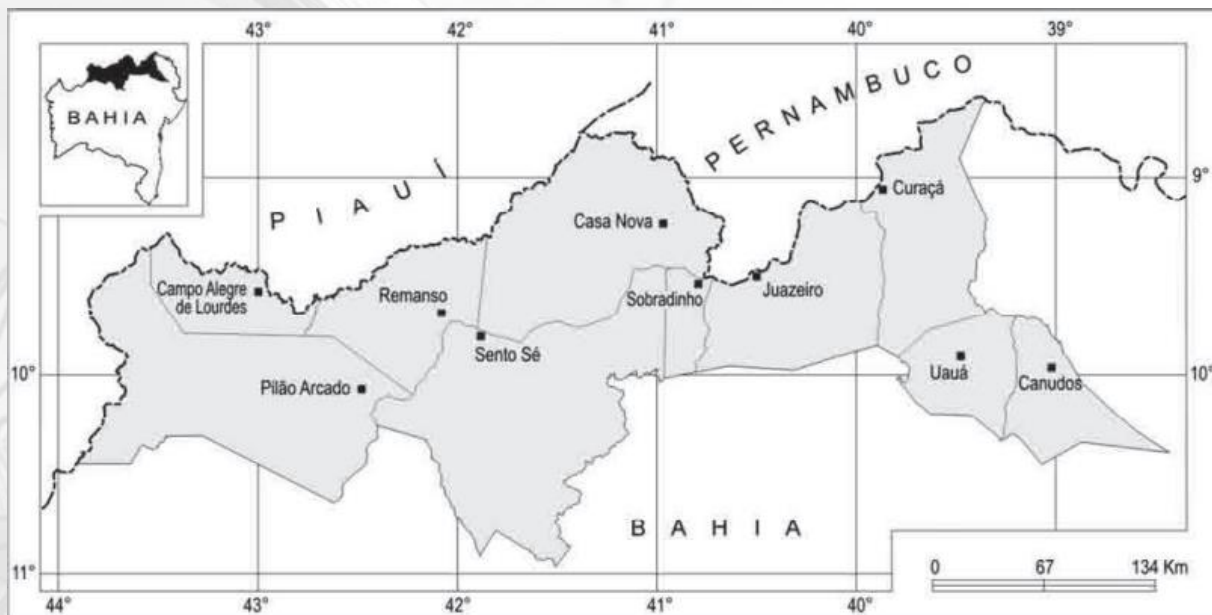 43°
42°
41°
40°
39°
BAHIA
PIAUÍ
PERNAMBUCO
9°
Curaçá
Casa Nova
Campo Alegre
de Lourdes
Remanso
Sobradinho
Juazeiro
Sento Sé
10°
Pilão Arcado
Uauá
Canudos
10°
BAHIA
0 67 134 Km
11°
44°
43°
42°
41°
40°